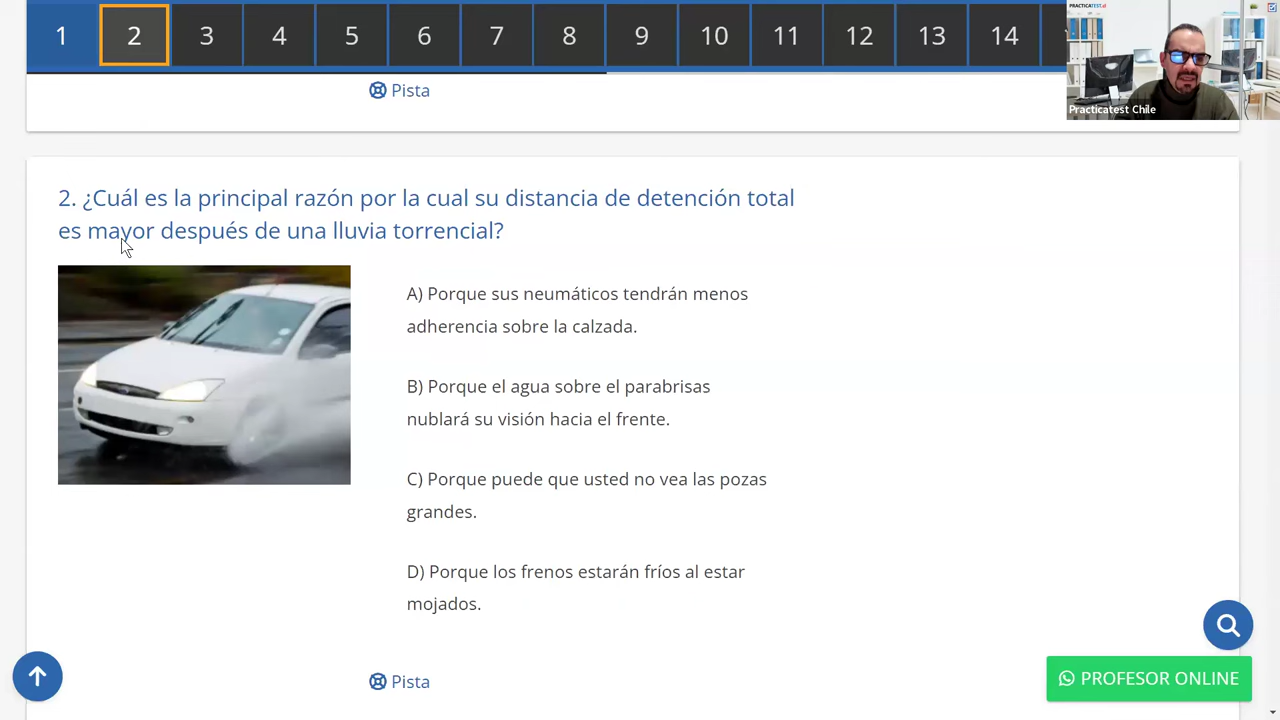 1 2 3 4 5 6 7 8 9 10 11 12 13 14
PRACTICATEST.cl
Practicatest Chile
Pista
2. ¿Cuál es la principal razón por la cual su distancia de detención total
es mayor después de una lluvia torrencial?
A) Porque sus neumáticos tendrán menos
adherencia sobre la calzada.
B) Porque el agua sobre el parabrisas
nublará su visión hacia el frente.
C) Porque puede que usted no vea las pozas
grandes.
D) Porque los frenos estarán fríos al estar
mojados.
Pista
PROFESOR ONLINE